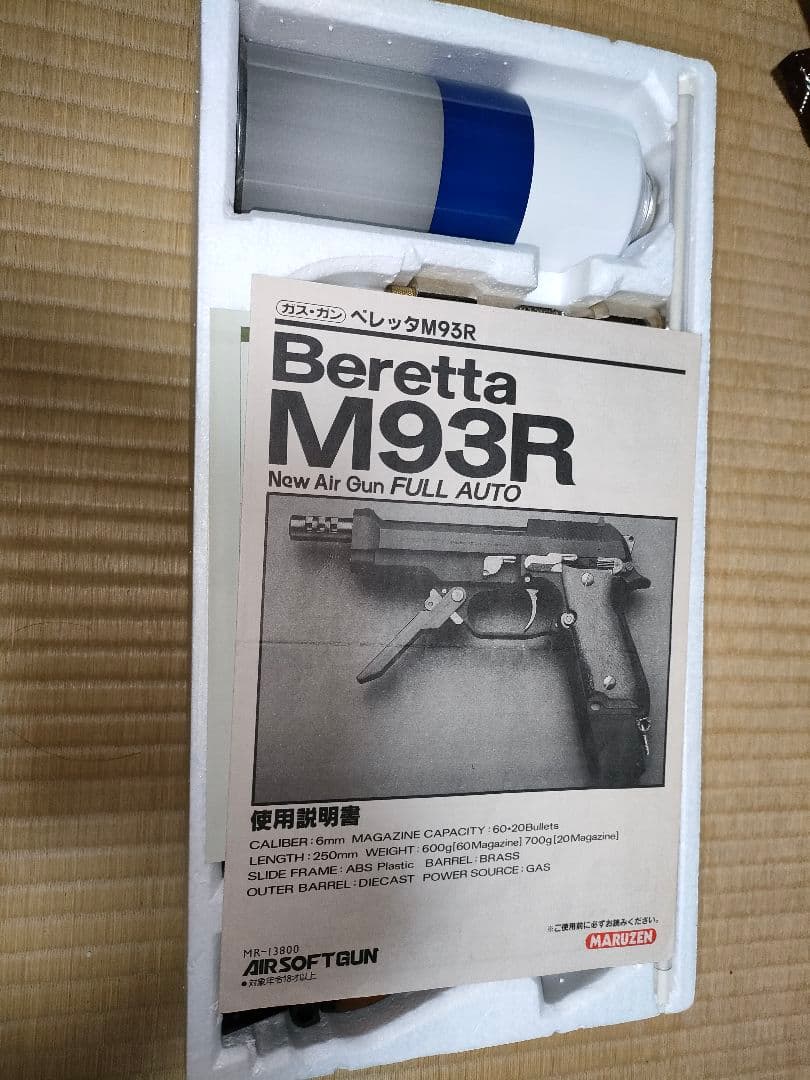 ガス・ガン ベレッタM93R
Beretta
M93R
New Air Gun FULL AUTO
使用説明書
CALIBER:6mm MAGAZINE CAPACITY:60+20Bullets
LENGTH:250mm WEIGHT:600g[60Magazine] 700g[20Magazine]
SLIDE FRAME:ABS Plastic BARREL:BRASS
OUTER BARREL:DIECAST POWER SOURCE:GAS
※ご使用前に必ずお読みください。
MARUZEN
MR-13800
AIRSOFTGUN
●対象年令18才以上